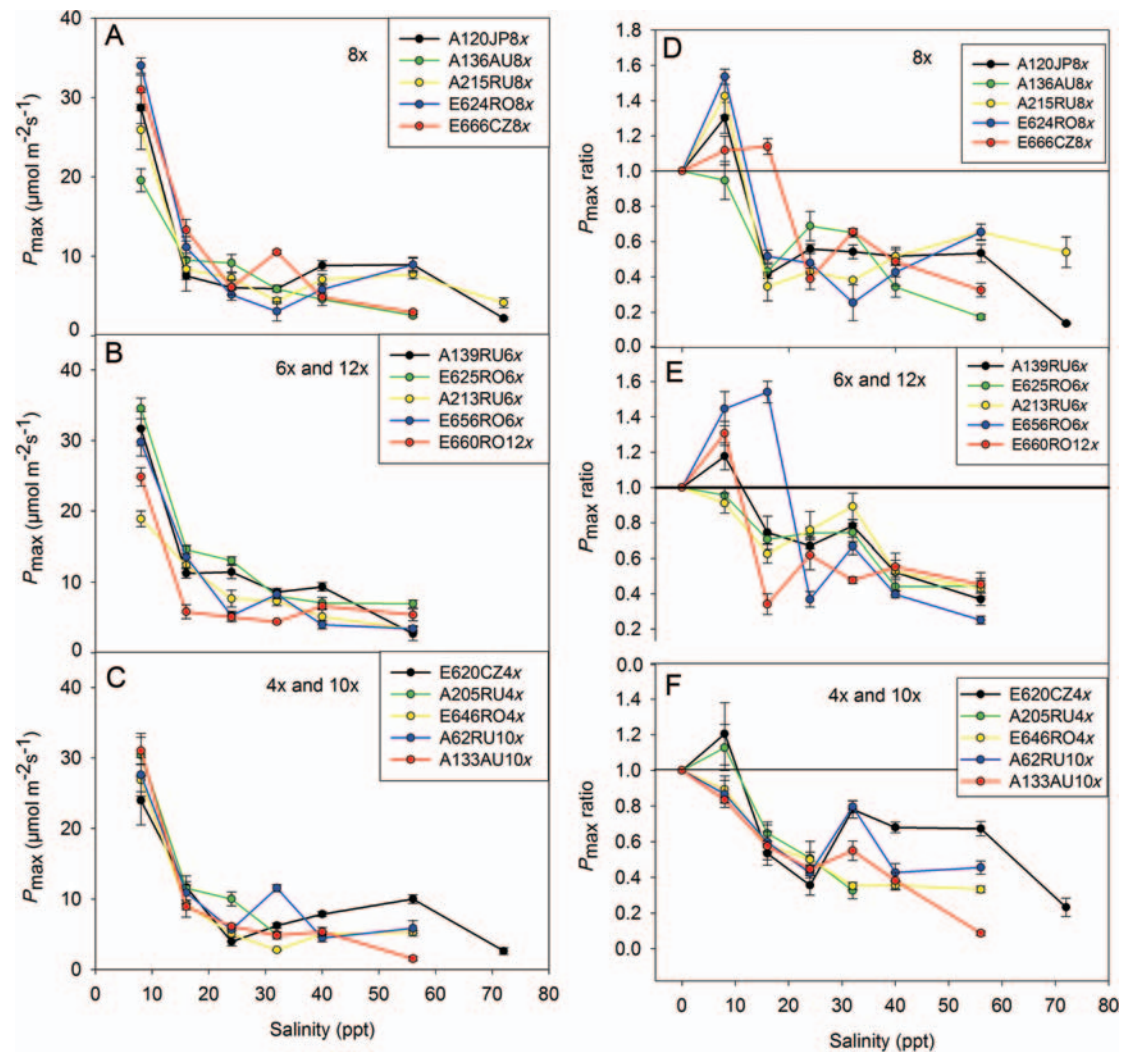 A
8x
A120JP8x
A136AU8x
A215RU8x
E624RO8x
E666CZ8x
40
30
20
10
0
Pmax (μmol m⁻²s⁻¹)
B
6x and 12x
A139RU6x
E625RO6x
A213RU6x
E656RO6x
E660RO12x
40
30
20
10
0
Pmax (μmol m⁻²s⁻¹)
C
4x and 10x
E620CZ4x
A205RU4x
E646RO4x
A62RU10x
A133AU10x
40
30
20
10
0
Pmax (μmol m⁻²s⁻¹)
0 10 20 30 40 50 60 70 80
Salinity (ppt)
D
8x
A120JP8x
A136AU8x
A215RU8x
E624RO8x
E666CZ8x
1.8
1.6
1.4
1.2
1.0
0.8
0.6
0.4
0.2
0.0
Pmax ratio
E
6x and 12x
A139RU6x
E625RO6x
A213RU6x
E656RO6x
E660RO12x
1.6
1.4
1.2
1.0
0.8
0.6
0.4
0.2
0.0
Pmax ratio
F
4x and 10x
E620CZ4x
A205RU4x
E646RO4x
A62RU10x
A133AU10x
1.4
1.2
1.0
0.8
0.6
0.4
0.2
0.0
Pmax ratio
0 10 20 30 40 50 60 70 80
Salinity (ppt)